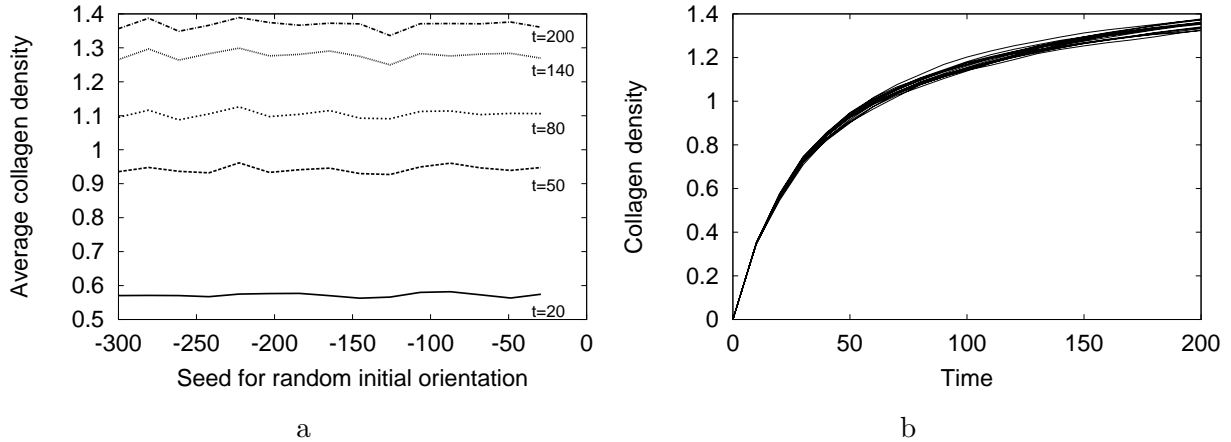 1.4
1.3
1.2
1.1
1
0.9
0.8
0.7
0.6
0.5
-300
-250
-200
-150
-100
-50
0
Average collagen density
Seed for random initial orientation
t=200
t=140
t=80
t=50
t=20
a
1.4
1.2
1
0.8
0.6
0.4
0.2
0
0
50
100
150
200
Collagen density
Time
b